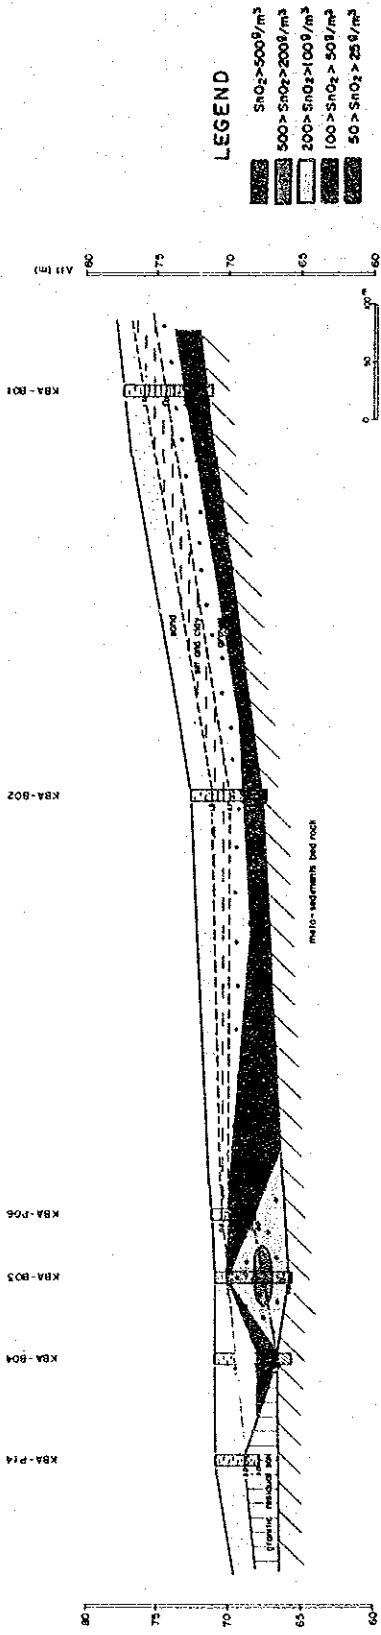 LEGEND
SnO₂>500g/m³
500>SnO₂>200g/m³
200>SnO₂>100g/m³
100>SnO₂>50g/m³
50>SnO₂>25g/m³
KBA-P14
KBA-B04
KBA-B03
KBA-P06
KBA-B02
KBA-B01
Alt (m)
80
75
70
65
60
80
75
70
65
60
sand
silt and clay
gravel
meta-sediments bed rock
granitic residual soil
0
50
100 m